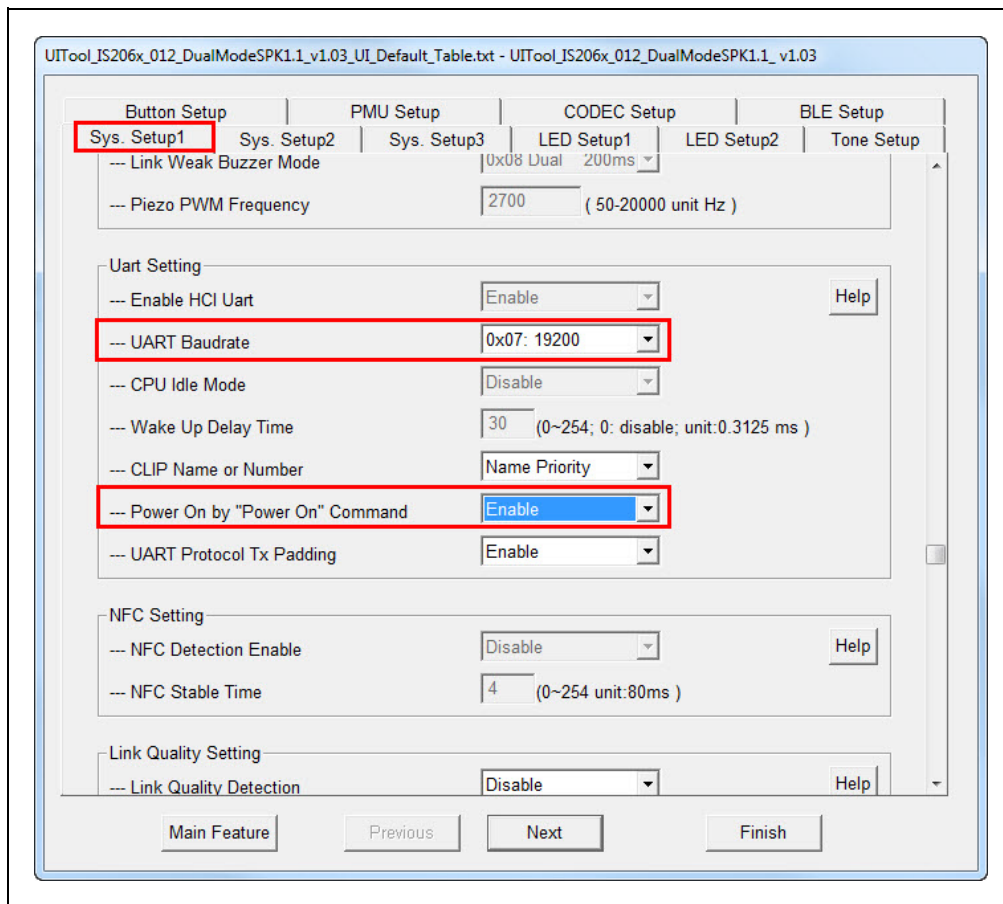 UITool_IS206x_012_DualModeSPK1.1_v1.03_UI_Default_Table.txt - UITool_IS206x_012_DualModeSPK1.1_ v1.03
Button Setup PMU Setup CODEC Setup BLE Setup
Sys. Setup1 Sys. Setup2 Sys. Setup3 LED Setup1 LED Setup2 Tone Setup
--- Link Weak Buzzer Mode 0x08 Dual 200ms
--- Piezo PWM Frequency 2700 ( 50-20000 unit Hz )
Uart Setting
--- Enable HCI Uart Enable Help
--- UART Baudrate 0x07: 19200
--- CPU Idle Mode Disable
--- Wake Up Delay Time 30 (0~254; 0: disable; unit:0.3125 ms )
--- CLIP Name or Number Name Priority
--- Power On by "Power On" Command Enable
--- UART Protocol Tx Padding Enable
NFC Setting
--- NFC Detection Enable Disable Help
--- NFC Stable Time 4 (0~254 unit:80ms )
Link Quality Setting
--- Link Quality Detection Disable Help
Main Feature Previous Next Finish